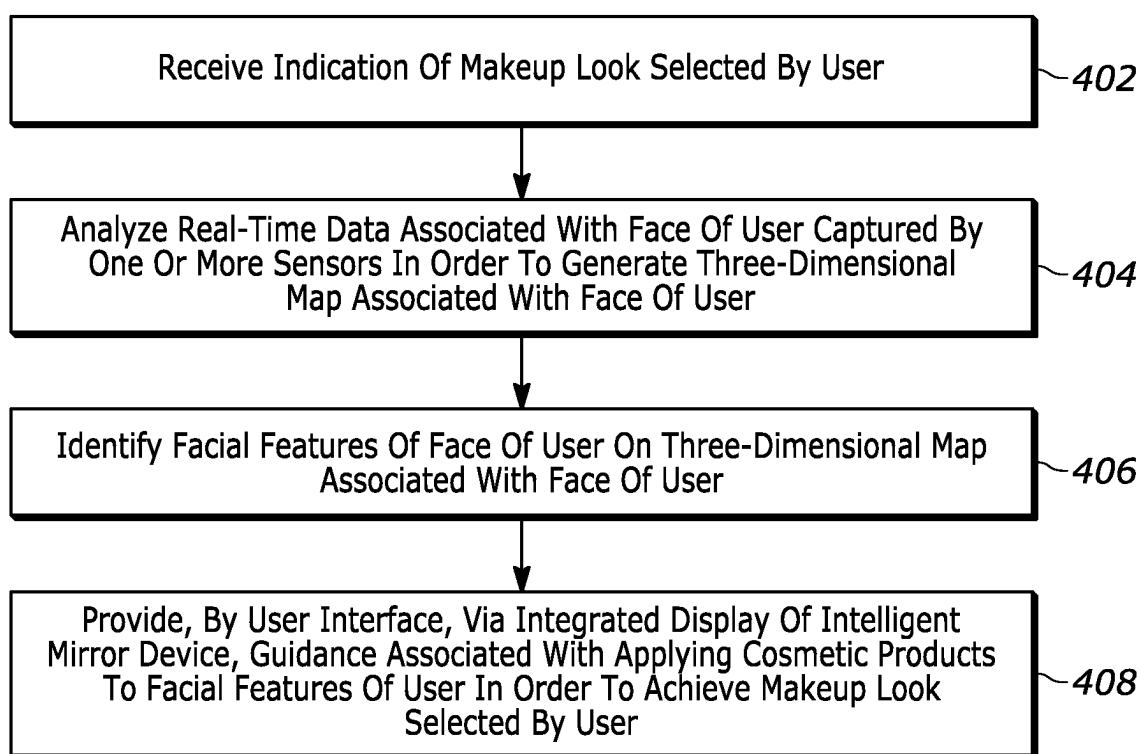 Receive Indication Of Makeup Look Selected By User
402
Analyze Real-Time Data Associated With Face Of User Captured By
One Or More Sensors In Order To Generate Three-Dimensional
Map Associated With Face Of User
404
Identify Facial Features Of Face Of User On Three-Dimensional Map
Associated With Face Of User
406
Provide, By User Interface, Via Integrated Display Of Intelligent
Mirror Device, Guidance Associated With Applying Cosmetic Products
To Facial Features Of User In Order To Achieve Makeup Look
Selected By User
408